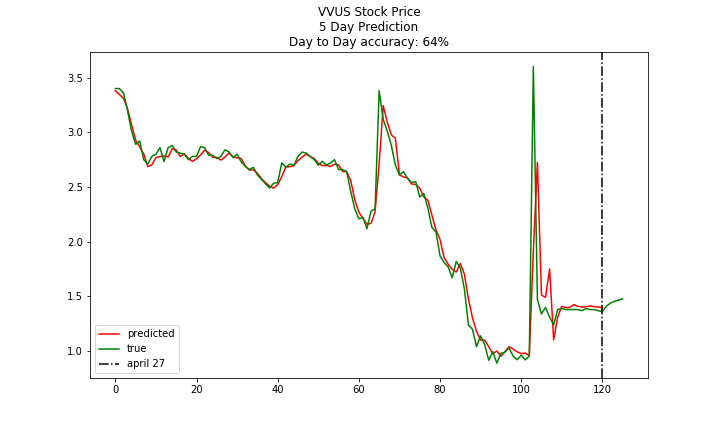 VVUS Stock Price
5 Day Prediction
Day to Day accuracy: 64%
3.5
3.0
2.5
2.0
1.5
1.0
predicted
true
april 27
0 20 40 60 80 100 120